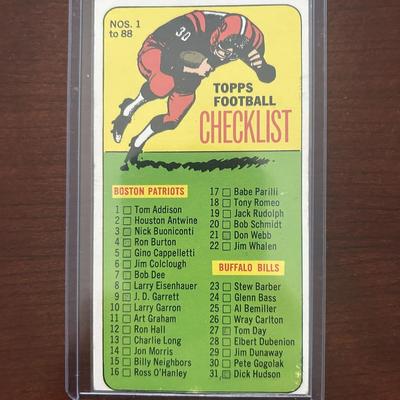 NOS. 1
to 88
30
TOPPS
FOOTBALL
CHECKLIST
BOSTON PATRIOTS
1 Tom Addison
2 Houston Antwine
3 Nick Buoniconti
4 Ron Burton
5 Gino Cappelletti
6 Jim Colclough
7 Bob Dee
8 Larry Eisenhauer
9 J. D. Garrett
10 Larry Garron
11 Art Graham
12 Ron Hall
13 Charlie Long
14 Jon Morris
15 Billy Neighbors
16 Ross O'Hanley
17 Babe Parilli
18 Tony Romeo
19 Jack Rudolph
20 Bob Schmidt
21 Don Webb
22 Jim Whalen
BUFFALO BILLS
23 Stew Barber
24 Glenn Bass
25 Al Bemiller
26 Wray Carlton
27 Tom Day
28 Elbert Dubenion
29 Jim Dunaway
30 Pete Gogolak
31 Dick Hudson